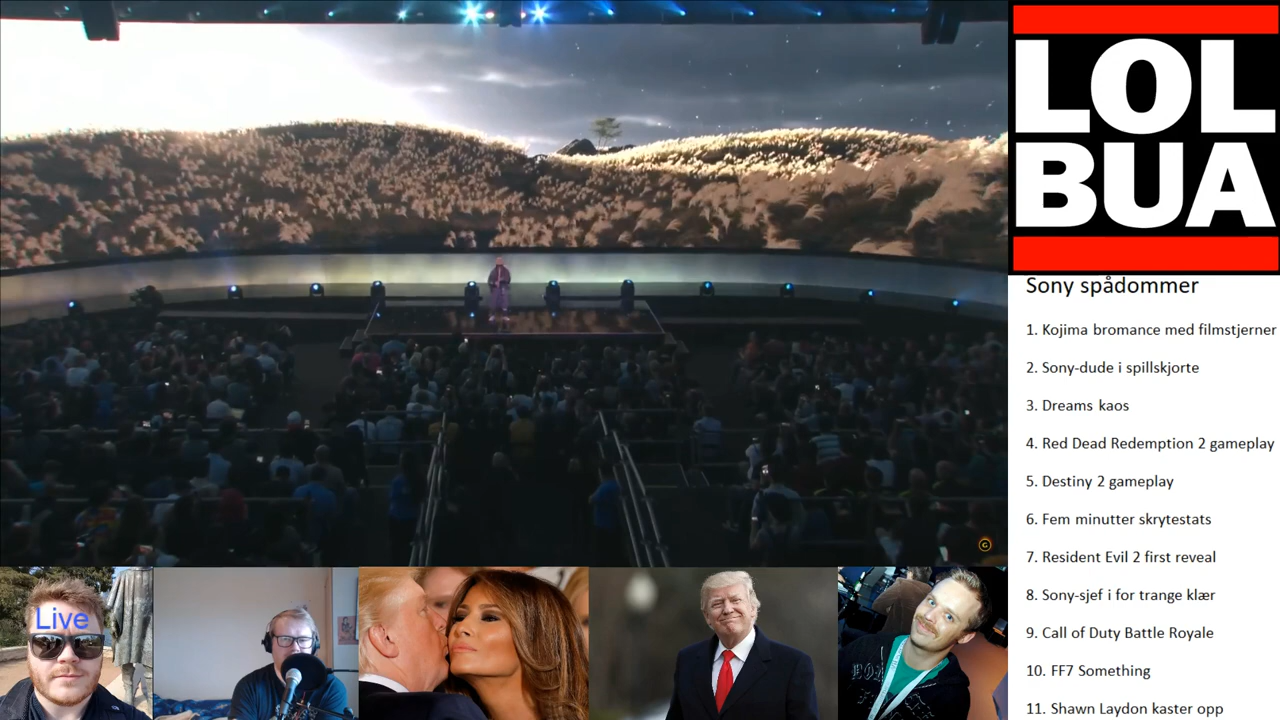 LOL
BUA
Sony spådommer
1. Kojima bromance med filmstjerner
2. Sony-dude i spillskjorte
3. Dreams kaos
4. Red Dead Redemption 2 gameplay
5. Destiny 2 gameplay
6. Fem minutter skrytestats
7. Resident Evil 2 first reveal
8. Sony-sjef i for trange klær
9. Call of Duty Battle Royale
10. FF7 Something
11. Shawn Laydon kaster opp
G
Live